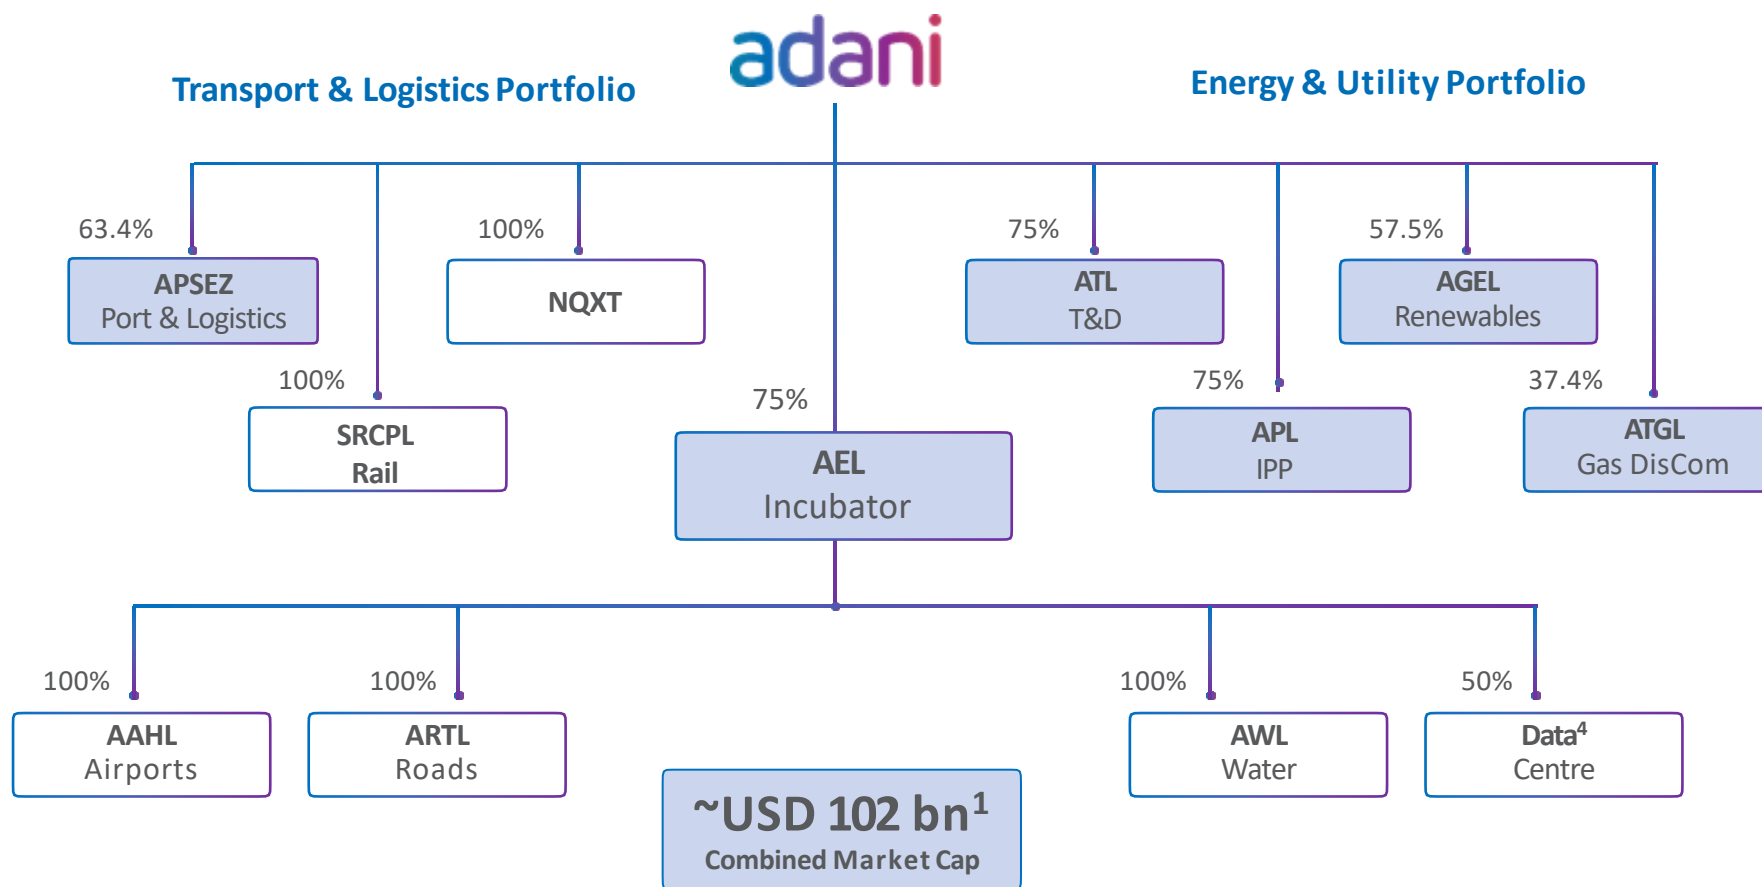 adani
Transport & Logistics Portfolio
Energy & Utility Portfolio
63.4%
APSEZ
Port & Logistics
100%
SRCPL
Rail
100%
NQXT
75%
AEL
Incubator
75%
ATL
T&D
75%
APL
IPP
57.5%
AGEL
Renewables
37.4%
ATGL
Gas DisCom
100%
AAHL
Airports
100%
ARTL
Roads
100%
AWL
Water
50%
Data⁴
Centre
~USD 102 bn¹
Combined Market Cap